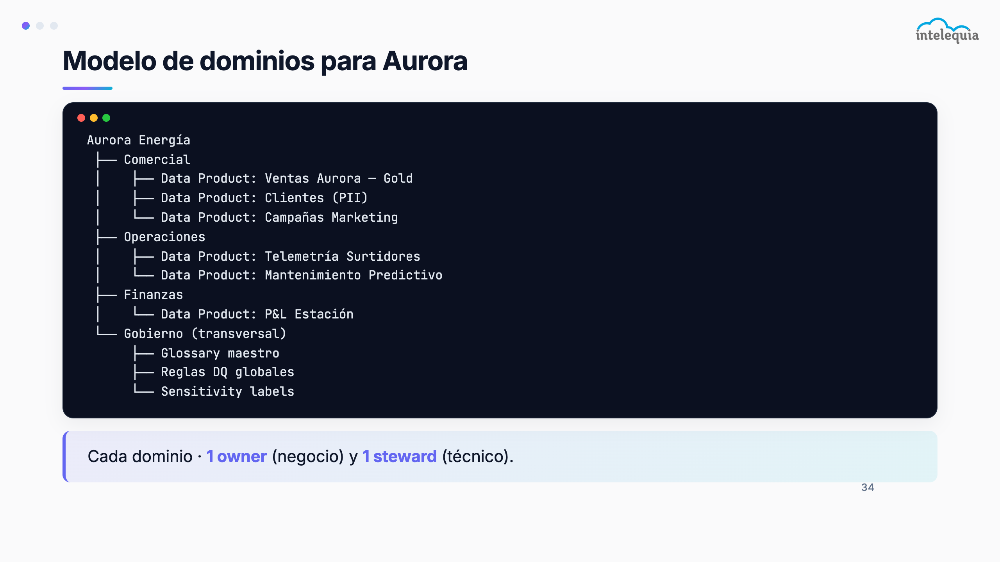 intelequia
Modelo de dominios para Aurora
Aurora Energía
├── Comercial
│    ├── Data Product: Ventas Aurora — Gold
│    ├── Data Product: Clientes (PII)
│    └── Data Product: Campañas Marketing
├── Operaciones
│    ├── Data Product: Telemetría Surtidores
│    └── Data Product: Mantenimiento Predictivo
├── Finanzas
│    └── Data Product: P&L Estación
└── Gobierno (transversal)
     ├── Glossary maestro
     ├── Reglas DQ globales
     └── Sensitivity labels
Cada dominio · 1 owner (negocio) y 1 steward (técnico).
34